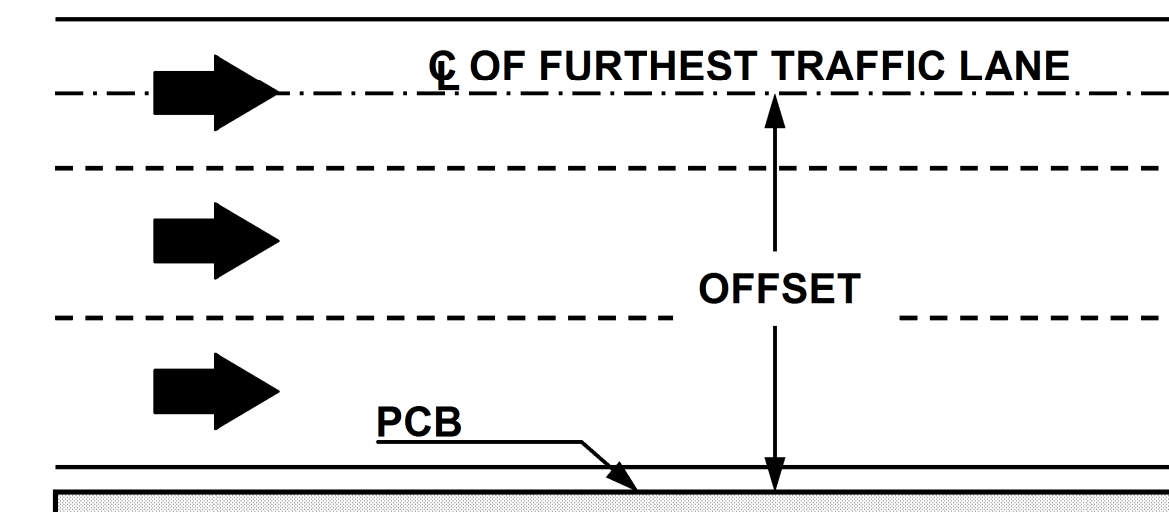 ℄ OF FURTHEST TRAFFIC LANE
OFFSET
PCB